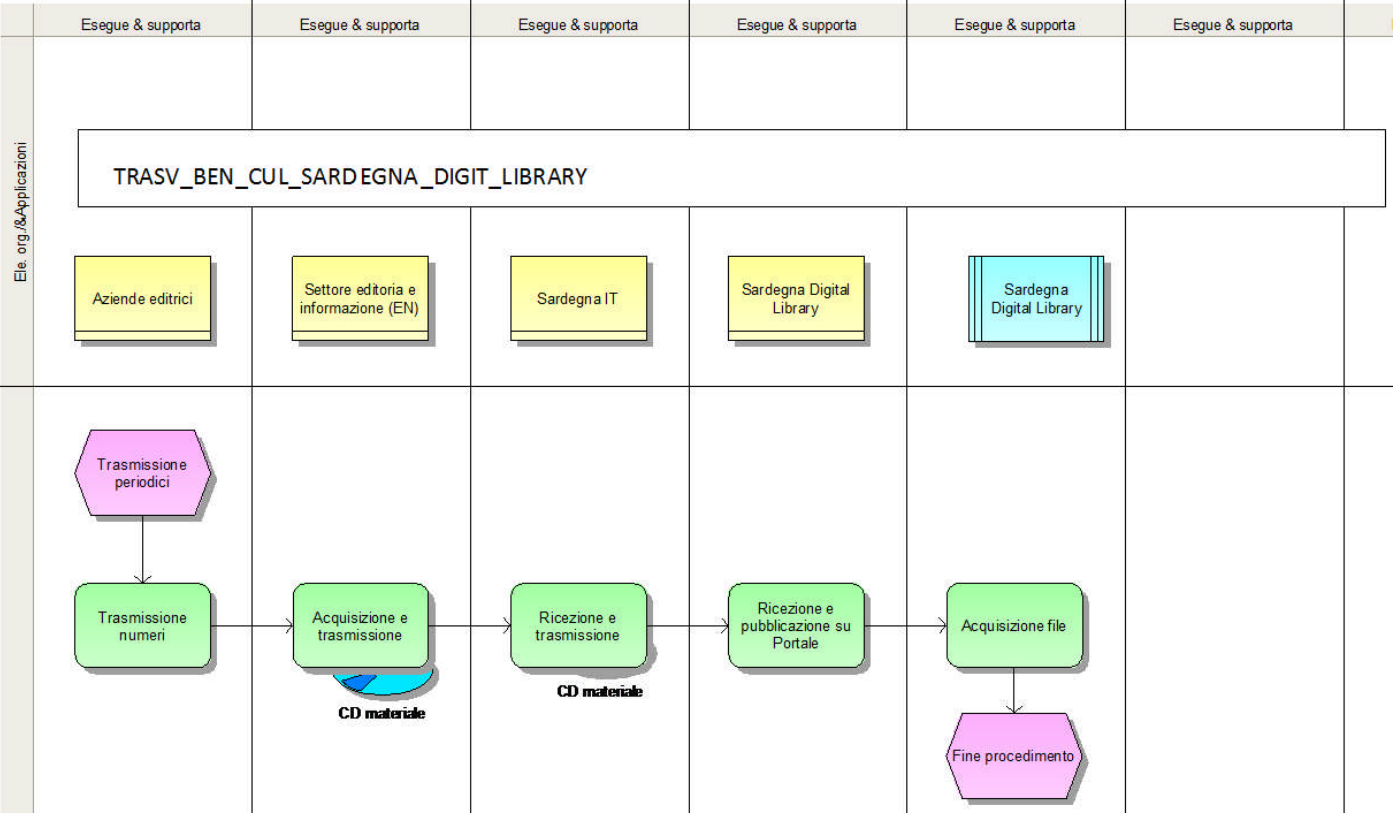 Esegue & supporta
Esegue & supporta
Esegue & supporta
Esegue & supporta
Esegue & supporta
Esegue & supporta
Ele. org./&Applicazioni
TRASV_BEN_CUL_SARDEGNA_DIGIT_LIBRARY
Aziende editrici
Settore editoria e
informazione (EN)
Sardegna IT
Sardegna Digital
Library
Sardegna
Digital Library
Trasmissione
periodici
Trasmissione
numeri
Acquisizione e
trasmissione
CD materiale
Ricezione e
trasmissione
CD materiale
Ricezione e
pubblicazione su
Portale
Acquisizione file
Fine procedimento